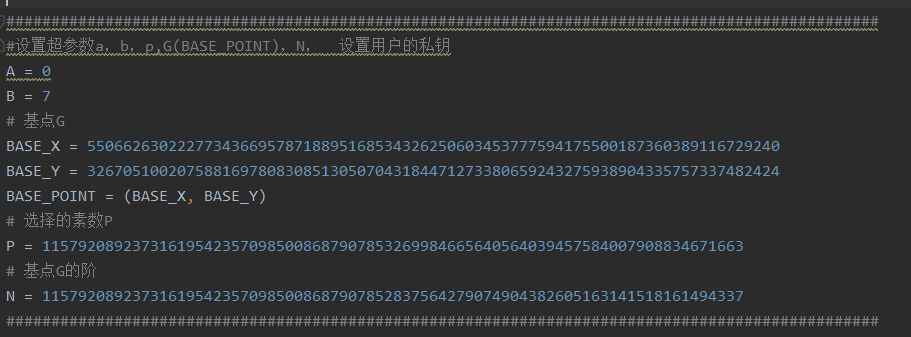 #################################################################################################
#设置超参数a，b，p,G(BASE_POINT)，N，  设置用户的私钥
A = 0
B = 7
# 基点G
BASE_X = 55066263022277343669578718895168534326250603453777594175500187360389116729240
BASE_Y = 32670510020758816978083085130507043184471273380659243275938904335757337482424
BASE_POINT = (BASE_X, BASE_Y)
# 选择的素数P
P = 115792089237316195423570985008687907853269984665640564039457584007908834671663
# 基点G的阶
N = 115792089237316195423570985008687907852837564279074904382605163141518161494337
#################################################################################################